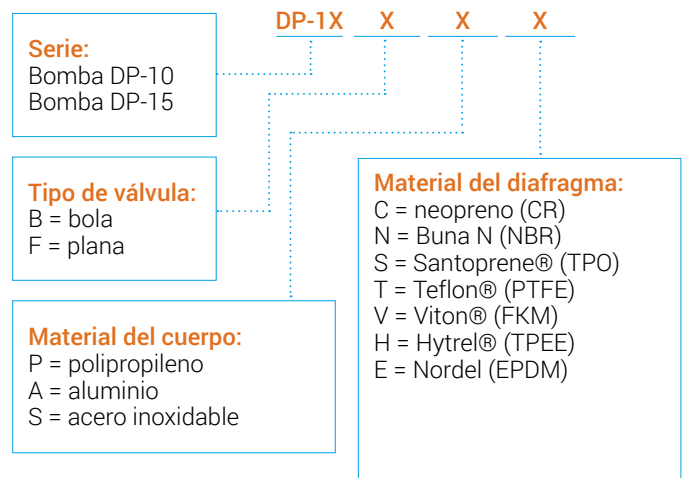 DP-1X X X X
Serie:
Bomba DP-10
Bomba DP-15
Tipo de válvula:
B = bola
F = plana
Material del cuerpo:
P = polipropileno
A = aluminio
S = acero inoxidable
Material del diafragma:
C = neopreno (CR)
N = Buna N (NBR)
S = Santoprene® (TPO)
T = Teflon® (PTFE)
V = Viton® (FKM)
H = Hytrel® (TPEE)
E = Nordel (EPDM)